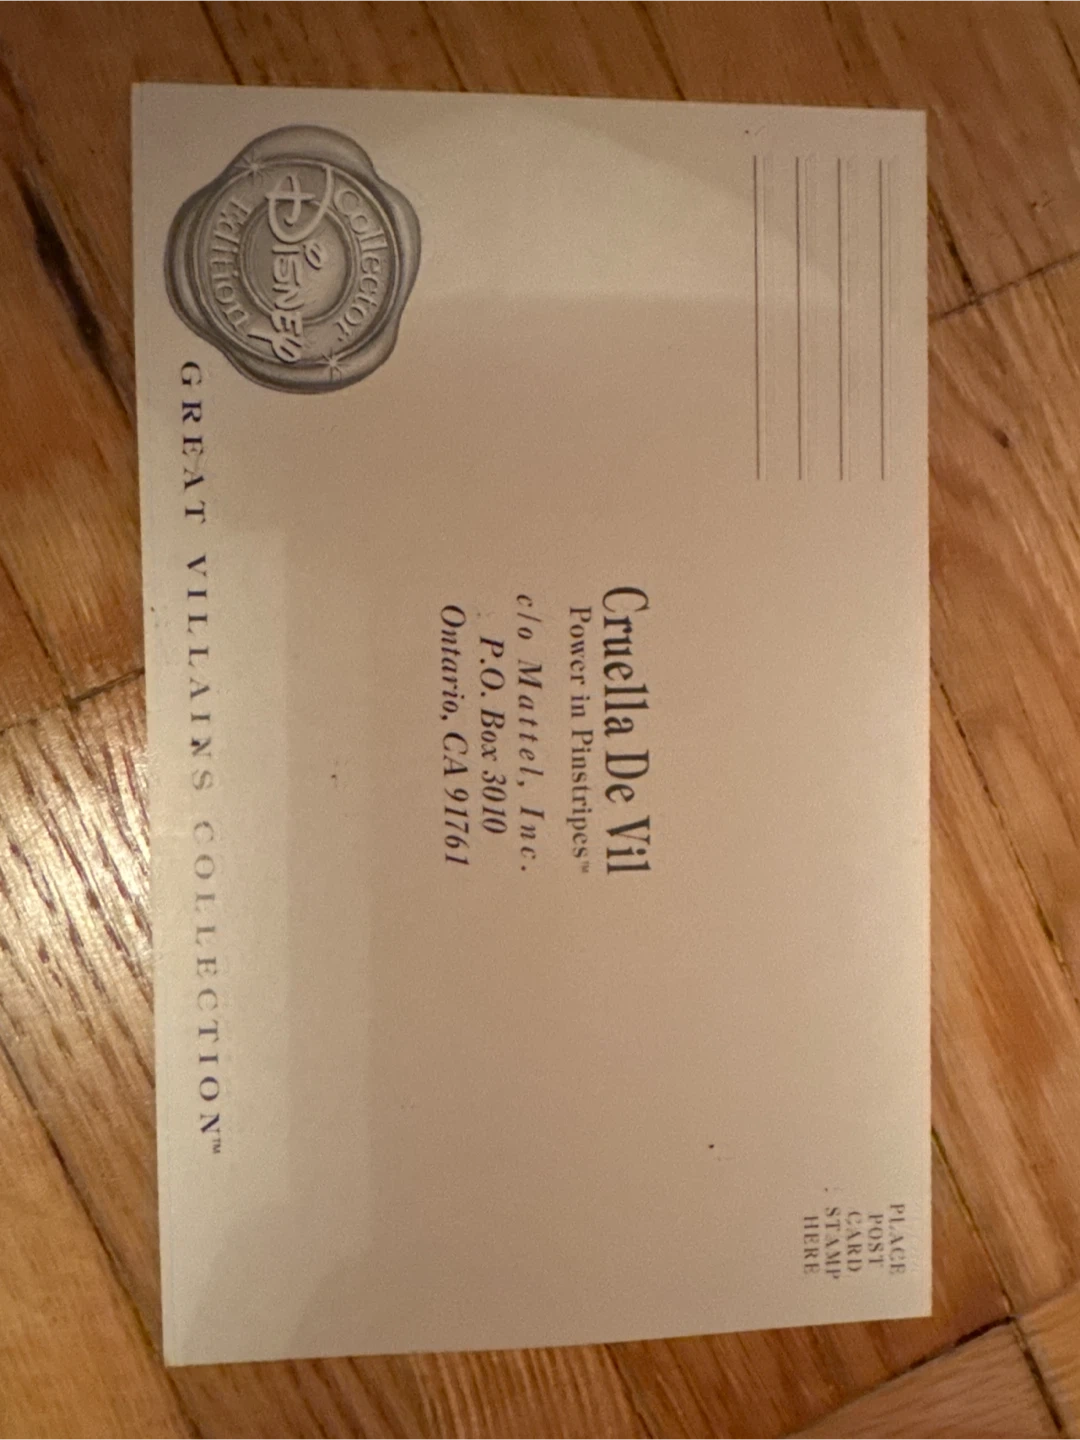 PLACE
POST
CARD
STAMP
HERE
Cruella De Vil
Power in Pinstripes™
c/o Mattel, Inc.
P.O. Box 3010
Ontario, CA 91761
Collector
Disney
Edition
GREAT VILLAINS COLLECTION™